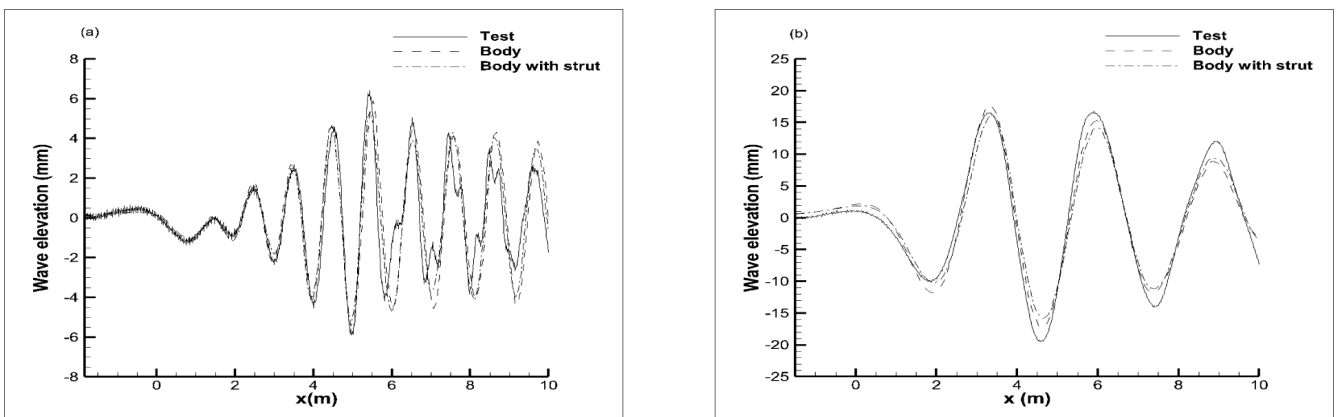 (a)
Test
Body
Body with strut
8
6
4
2
0
-2
-4
-6
-8
Wave elevation (mm)
0 2 4 6 8 10
x(m)
(b)
Test
Body
Body with strut
25
20
15
10
5
0
-5
-10
-15
-20
-25
Wave elevation (mm)
0 2 4 6 8 10
x (m)